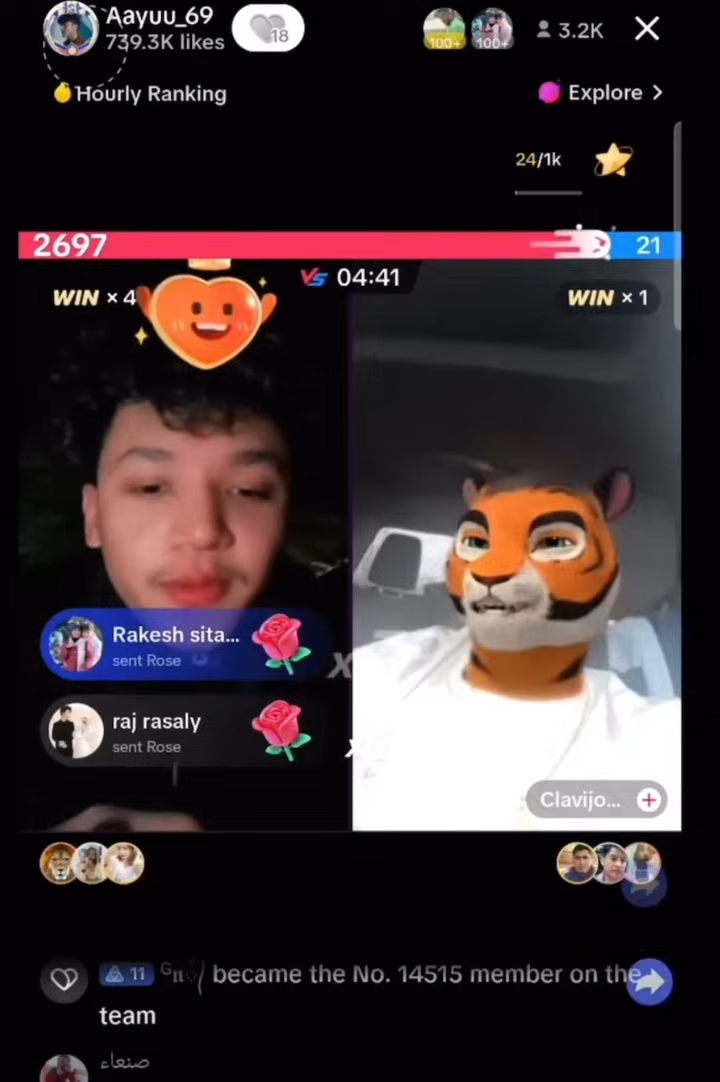 Aayuu_69
739.3K likes
18
100+
100+
3.2K
Hourly Ranking
Explore >
24/1k
2697
21
VS 04:41
WIN × 4
WIN × 1
Rakesh sita...
sent Rose
raj rasaly
sent Rose
Clavijo... +
11 became the No. 14515 member on the
team
صنعاء